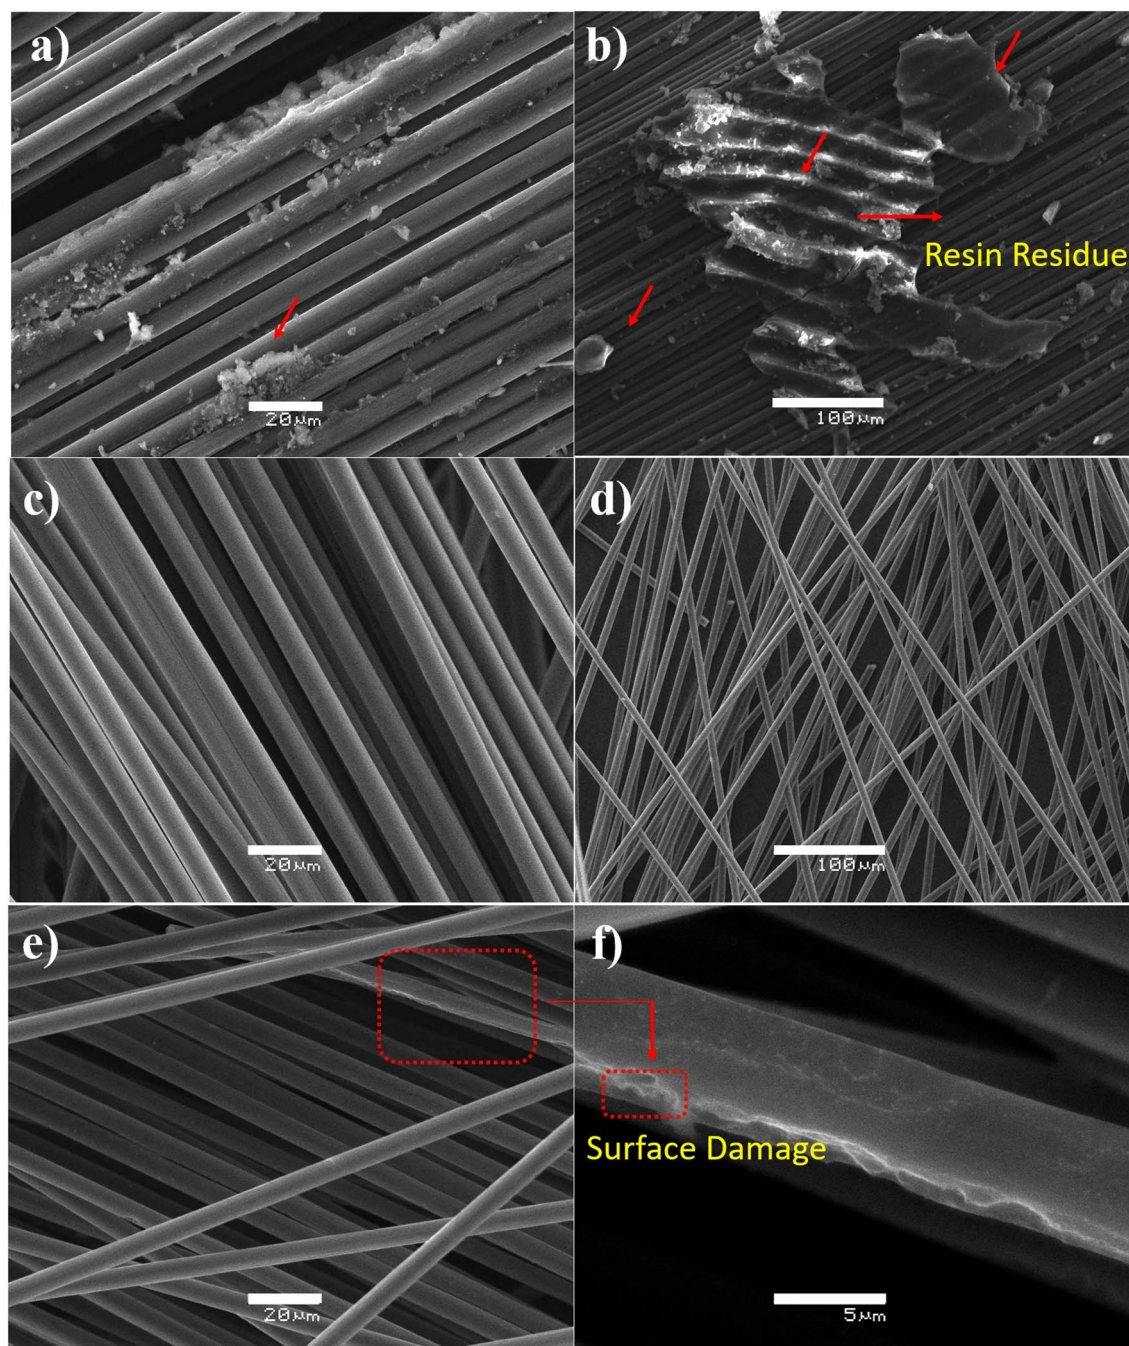 a)
b)
Resin Residue
20μm
100μm
c)
d)
20μm
100μm
e)
f)
Surface Damage
20μm
5μm